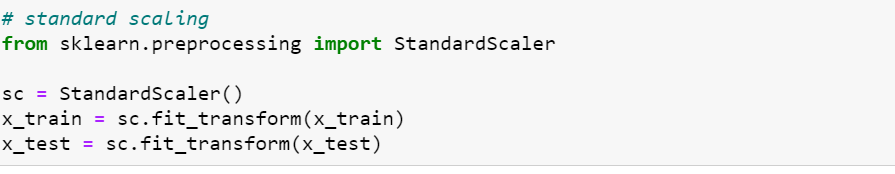 # standard scaling
from sklearn.preprocessing import StandardScaler
sc = StandardScaler()
x_train = sc.fit_transform(x_train)
x_test = sc.fit_transform(x_test)